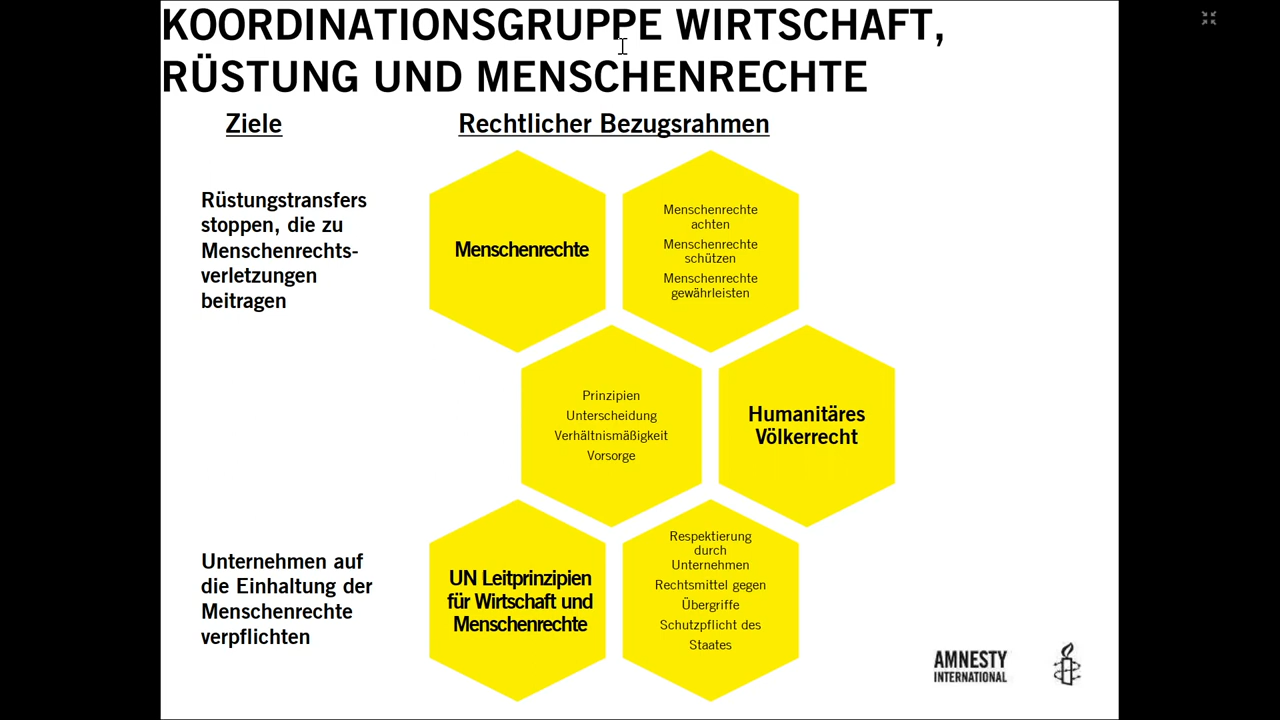 KOORDINATIONSGRUPPE WIRTSCHAFT,
RÜSTUNG UND MENSCHENRECHTE
Ziele
Rechtlicher Bezugsrahmen
Rüstungstransfers
stoppen, die zu
Menschenrechts-
verletzungen
beitragen
Menschenrechte
Menschenrechte
achten
Menschenrechte
schützen
Menschenrechte
gewährleisten
Prinzipien
Unterscheidung
Verhältnismäßigkeit
Vorsorge
Humanitäres
Völkerrecht
Unternehmen auf
die Einhaltung der
Menschenrechte
verpflichten
UN Leitprinzipien
für Wirtschaft und
Menschenrechte
Respektierung
durch
Unternehmen
Rechtsmittel gegen
Übergriffe
Schutzpflicht des
Staates
AMNESTY
INTERNATIONAL